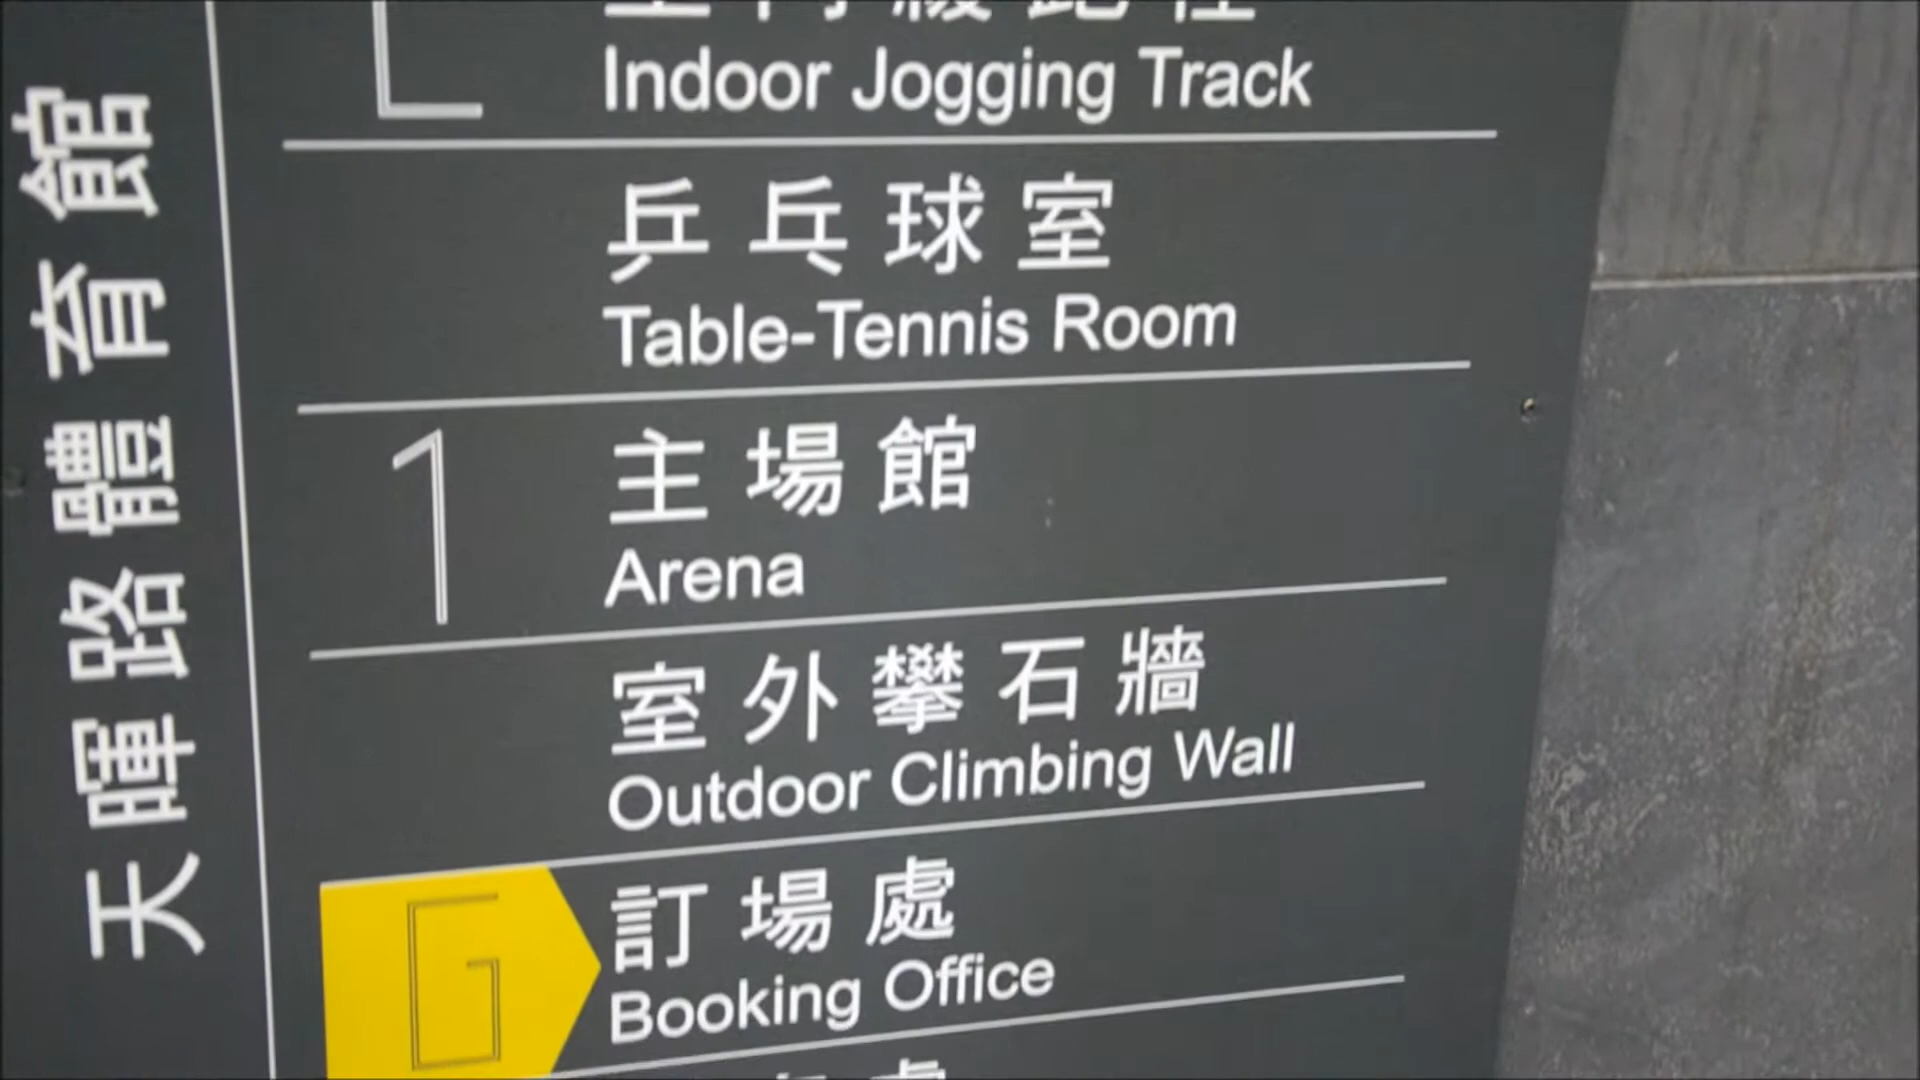 天暉路體育館
L
Indoor Jogging Track
乒乓球室
Table-Tennis Room
1
主場館
Arena
室外攀石牆
Outdoor Climbing Wall
G
訂場處
Booking Office